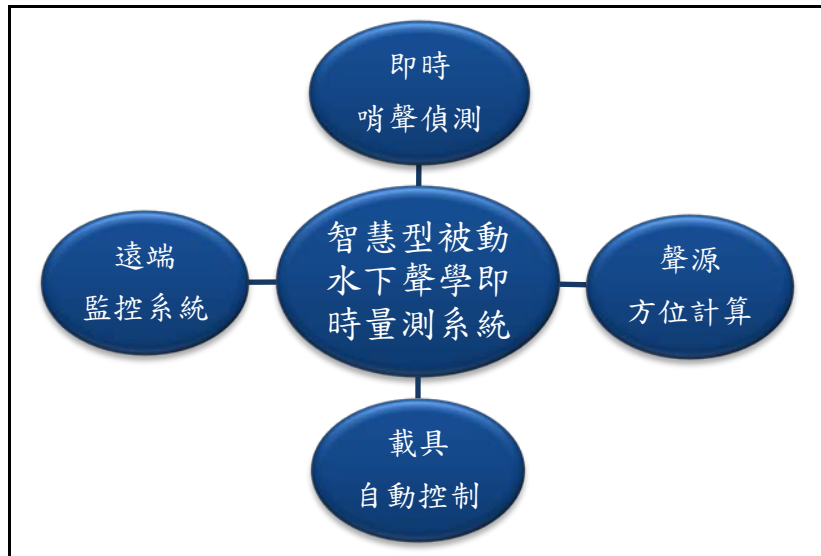 即時
哨聲偵測
遠端
監控系統
智慧型被動
水下聲學即
時量測系統
聲源
方位計算
載具
自動控制